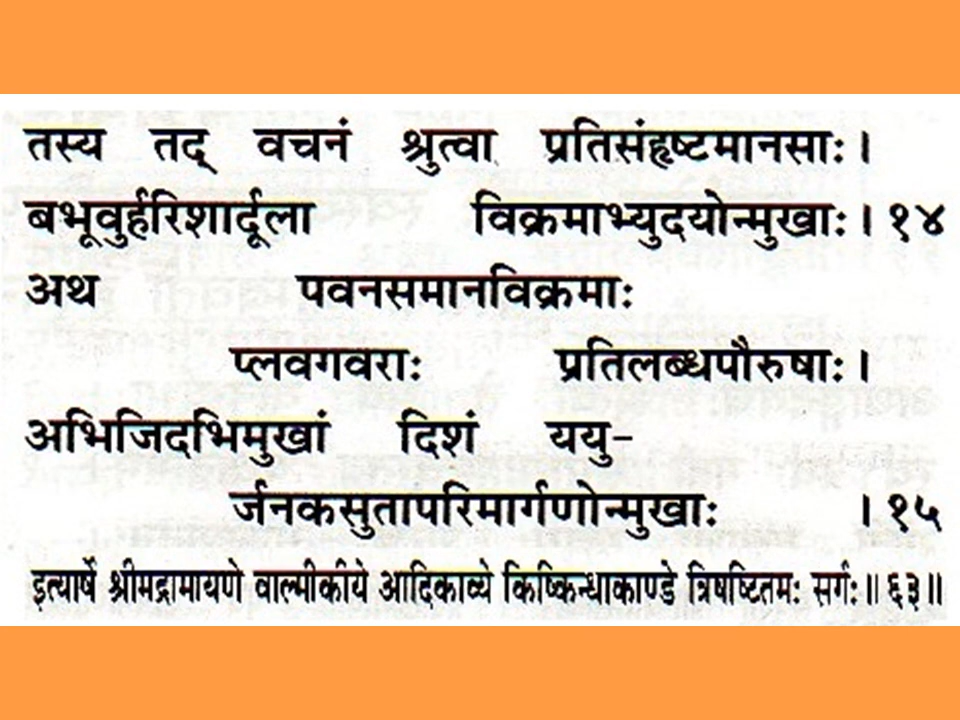 तस्य तद् वचनं श्रुत्वा प्रतिसंहृष्टमानसाः।
बभूवुर्हरिशार्दूला विक्रमाभ्युदयोन्मुखाः। १४
अथ पवनसमानविक्रमाः
प्लवगवराः प्रतिलब्धपौरुषाः।
अभिजिदभिमुखां दिशं ययु-
र्जनकसुतापरिमार्गणोन्मुखाः । १५
इत्यार्षे श्रीमद्रामायणे वाल्मीकीये आदिकाव्ये किष्किन्धाकाण्डे त्रिषष्टितमः सर्गः॥ ६३॥